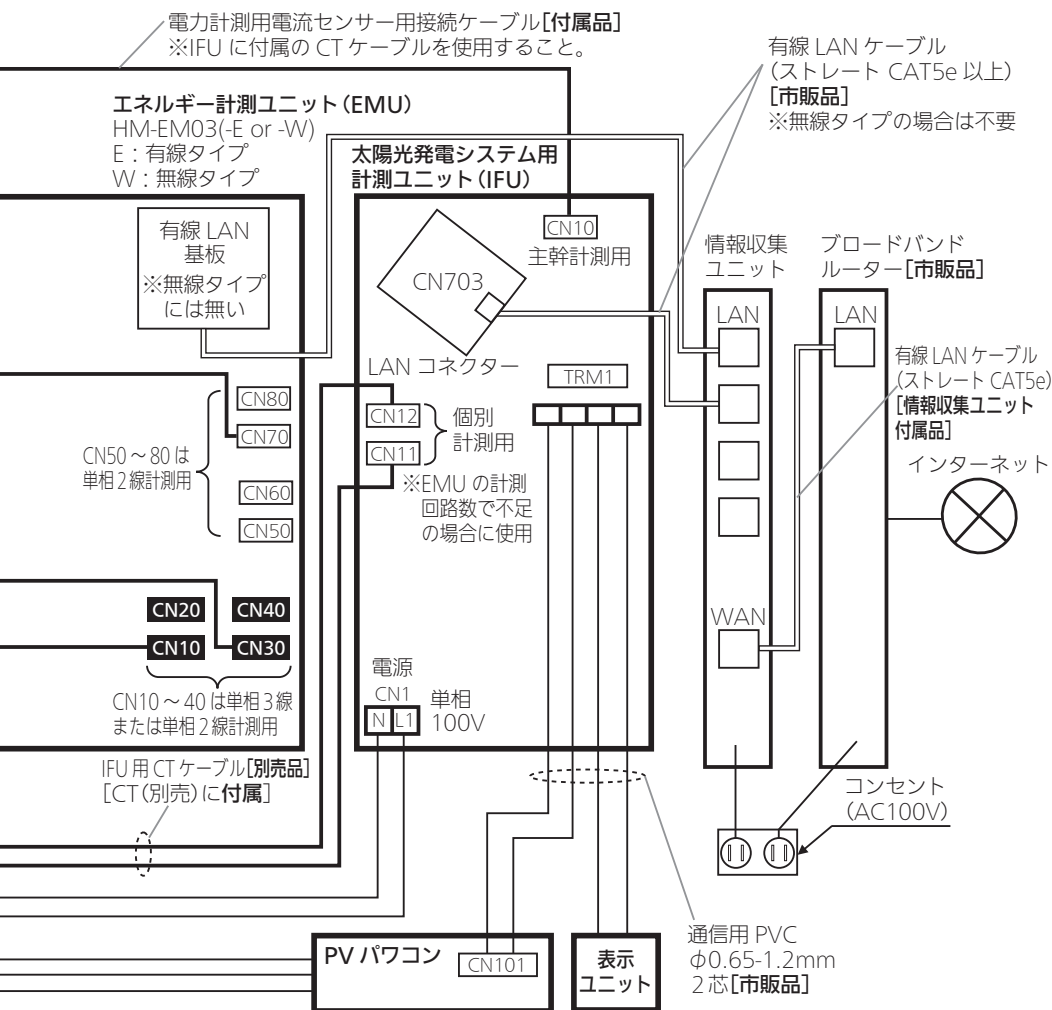 電力計測用電流センサー用接続ケーブル[付属品]
※IFUに付属のCTケーブルを使用すること。
有線LANケーブル
(ストレート CAT5e以上)
[市販品]
※無線タイプの場合は不要
エネルギー計測ユニット(EMU)
HM-EM03(-E or -W)
E:有線タイプ
W:無線タイプ
太陽光発電システム用
計測ユニット(IFU)
有線LAN
基板
※無線タイプ
には無い
CN10
主幹計測用
CN703
LANコネクター
情報収集
ユニット
ブロードバンド
ルーター[市販品]
LAN
LAN
有線LANケーブル
(ストレートCAT5e)
[情報収集ユニット
付属品]
インターネット
TRM1
CN80
CN70
CN60
CN50
CN50~80は
単相2線計測用
CN12
CN11
個別
計測用
※EMUの計測
回路数で不足
の場合に使用
CN20
CN40
CN10
CN30
CN10~40は単相3線
または単相2線計測用
WAN
電源
CN1
N
L1
単相
100V
IFU用CTケーブル[別売品]
[CT(別売)に付属]
コンセント
(AC100V)
PVパワコン
CN101
表示
ユニット
通信用PVC
φ0.65-1.2mm
2芯[市販品]